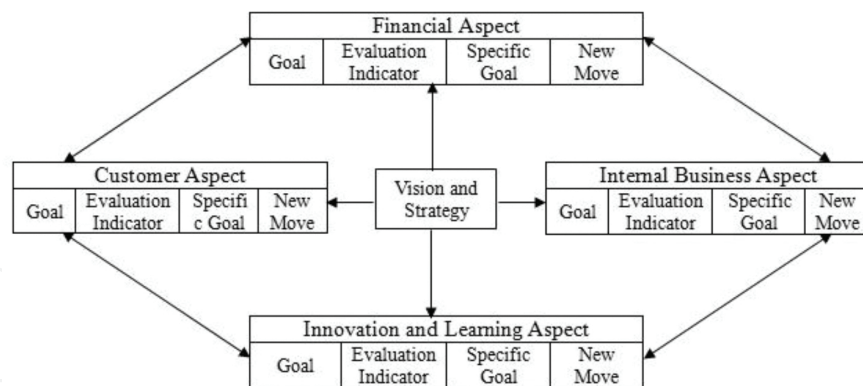 Financial Aspect
Goal
Evaluation
Indicator
Specific
Goal
New
Move
Customer Aspect
Goal
Evaluation
Indicator
Specifi
c Goal
New
Move
Vision and
Strategy
Internal Business Aspect
Goal
Evaluation
Indicator
Specific
Goal
New
Move
Innovation and Learning Aspect
Goal
Evaluation
Indicator
Specific
Goal
New
Move